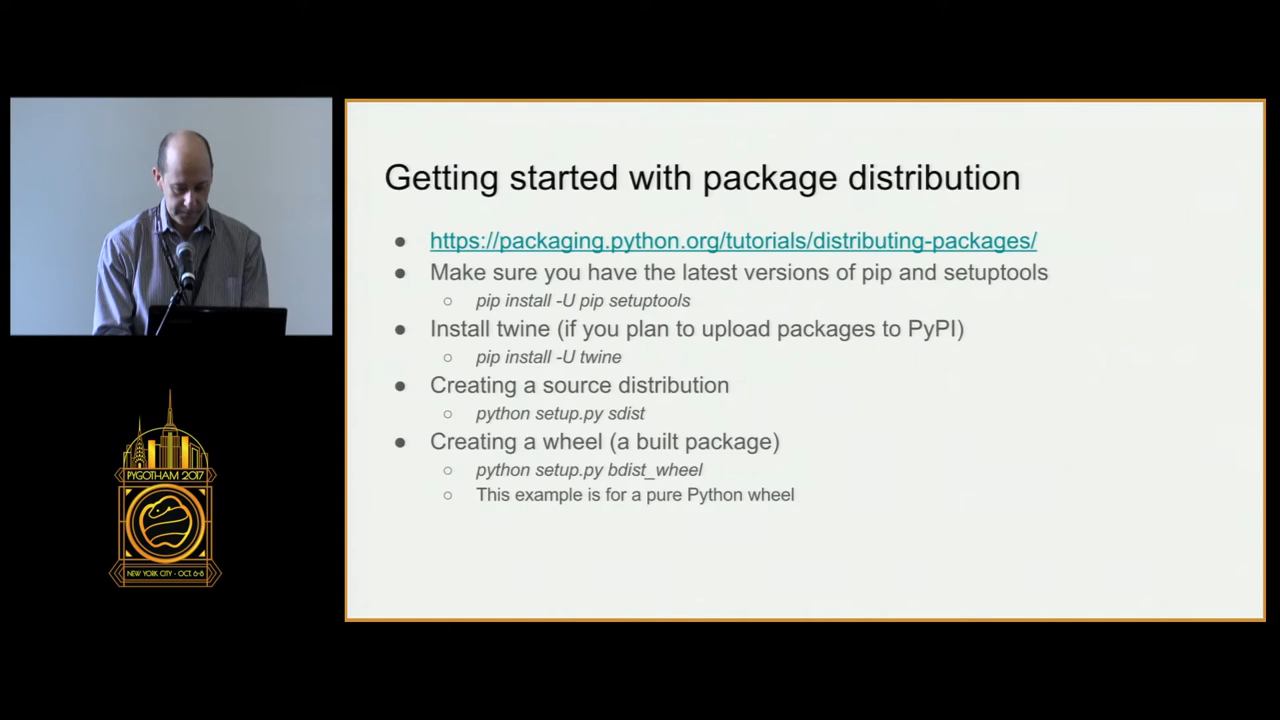 Getting started with package distribution
● https://packaging.python.org/tutorials/distributing-packages/
● Make sure you have the latest versions of pip and setuptools
○ pip install -U pip setuptools
● Install twine (if you plan to upload packages to PyPI)
○ pip install -U twine
● Creating a source distribution
○ python setup.py sdist
● Creating a wheel (a built package)
○ python setup.py bdist_wheel
○ This example is for a pure Python wheel
PYGOTHAM 2017
NEW YORK CITY - OCT. 6-8